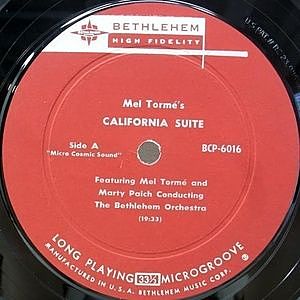 BETHLEHEM
HIGH FIDELITY
Mel Tormé's
CALIFORNIA SUITE
Side A
"Micro Cosmic Sound"
BCP-6016
Featuring Mel Tormé and
Marty Paich Conducting
The Bethlehem Orchestra
(19:33)
LONG PLAYING 33⅓ MICROGROOVE
MANUFACTURED IN U.S.A. BETHLEHEM MUSIC CORP.